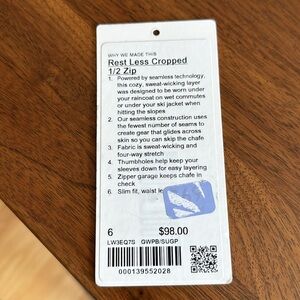 WHY WE MADE THIS
Rest Less Cropped
1/2 Zip
1. Powered by seamless technology,
this cozy, sweat-wicking layer
was designed to be worn under
your raincoat on wet commutes
or under your ski jacket when
hitting the slopes
2. Our seamless construction uses
the fewest number of seams to
create gear that glides across
skin so you can skip the chafe
3. Fabric is sweat-wicking and
four-way stretch
4. Thumbholes help keep your
sleeves down for easy layering
5. Zipper garage keeps chafe in
check
6. Slim fit, waist
6 $98.00
LW3EQ7S GWPB/SUGP
000139552028